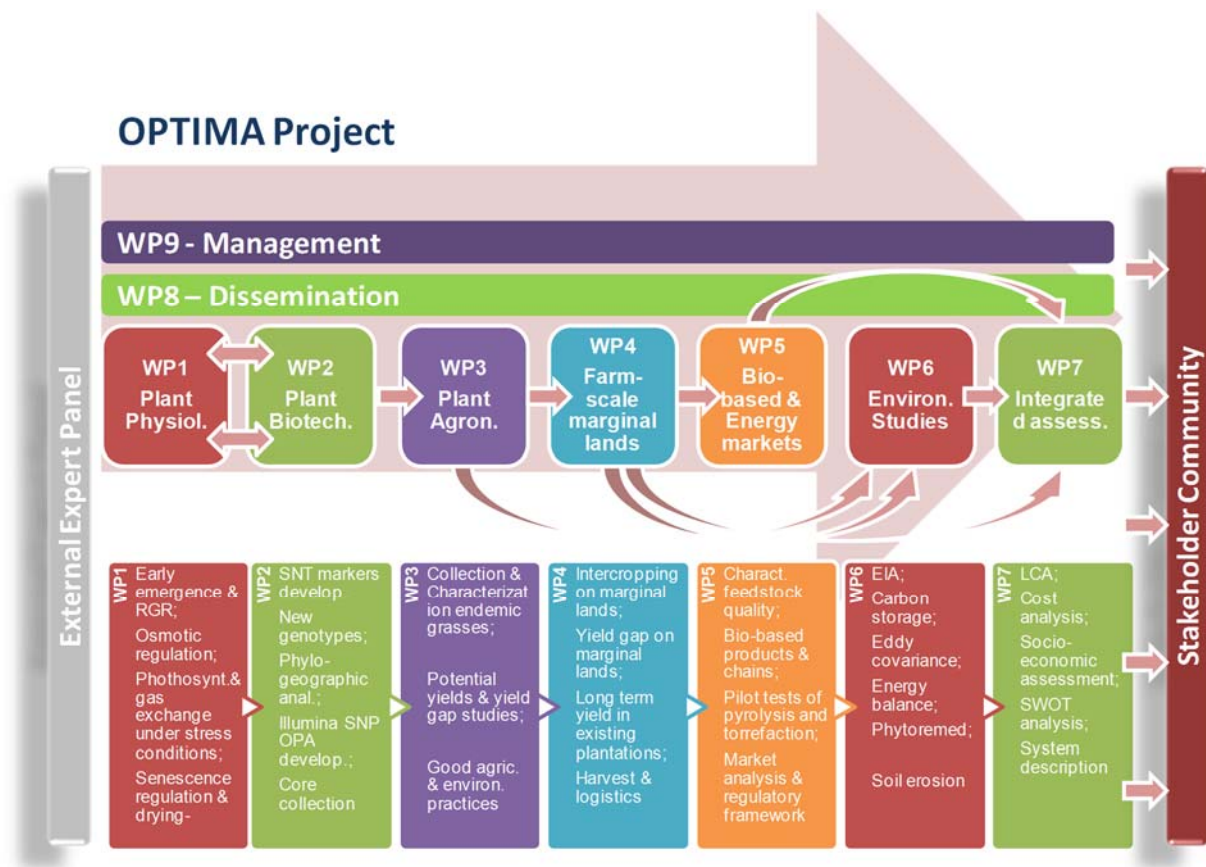 OPTIMA Project
External Expert Panel
WP9 - Management
WP8 – Dissemination
WP1
Plant
Physiol.
WP2
Plant
Biotech.
WP3
Plant
Agron.
WP4
Farm-
scale
marginal
lands
WP5
Bio-
based &
Energy
markets
WP6
Environ.
Studies
WP7
Integrate
d assess.
Stakeholder Community
WP1
Early
emergence &
RGR;
Osmotic
regulation;
Phothosynt.&
gas
exchange
under stress
conditions;
Senescence
regulation &
drying-
WP2
SNT markers
develop
New
genotypes;
Phylo-
geographic
anal.;
Illumina SNP
OPA
develop.;
Core
collection
WP3
Collection &
Characterizat
ion endemic
grasses;
Potential
yields & yield
gap studies;
Good agric.
& environ.
practices
WP4
Intercropping
on marginal
lands;
Yield gap on
marginal
lands;
Long term
yield in
existing
plantations;
Harvest &
logistics
WP5
Charact.
feedstock
quality;
Bio-based
products &
chains;
Pilot tests of
pyrolysis and
torrefaction;
Market
analysis &
regulatory
framework
WP6
EIA;
Carbon
storage;
Eddy
covariance;
Energy
balance;
Phytoremed;
Soil erosion
WP7
LCA;
Cost
analysis;
Socio-
economic
assessment;
SWOT
analysis;
System
description